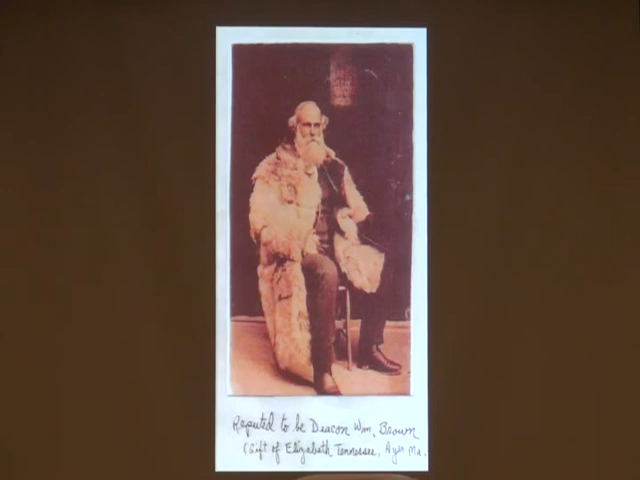 Reputed to be Deacon Wm. Brown
(Gift of Elizabeth Tennessee, Ayer Ma.